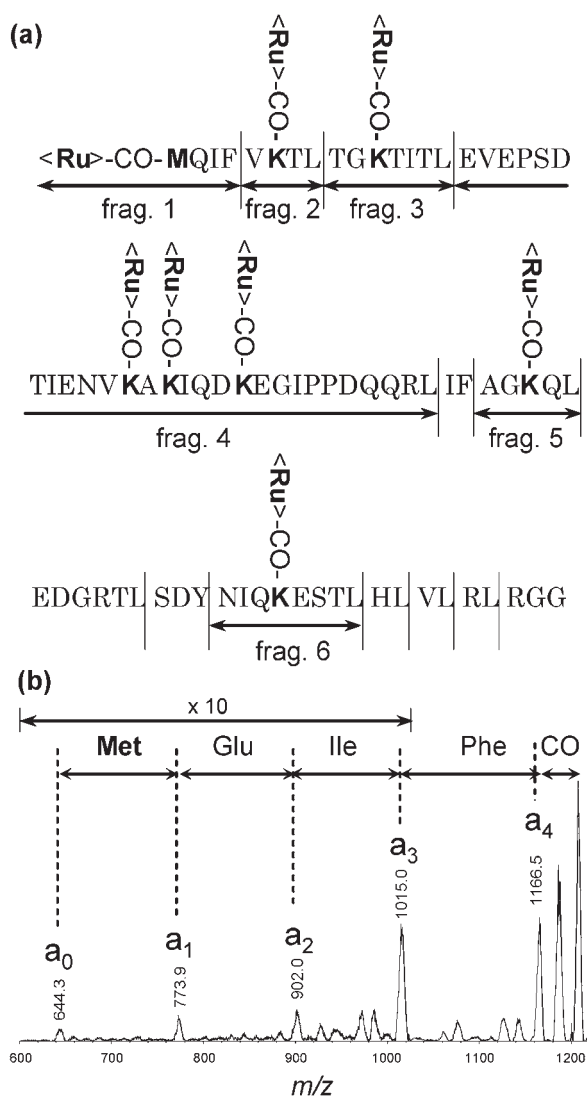 (a)
<Ru>-CO- <Ru>-CO-
<Ru>-CO-MQIF VKTL TGKTITL EVEPSD
frag. 1 frag. 2 frag. 3
<Ru>-CO- <Ru>-CO- <Ru>-CO- <Ru>-CO-
TIENVKAKIQDKEGIPPDQQRL IF AGKQL
frag. 4 frag. 5
<Ru>-CO-
EDGRTL SDY NIQKESTL HL VL RL RGG
frag. 6
(b)
x 10
Met Glu Ile Phe CO
a0 a1 a2 a3 a4
644.3 773.9 902.0 1015.0 1166.5
600 700 800 900 1000 1100 1200
m/z